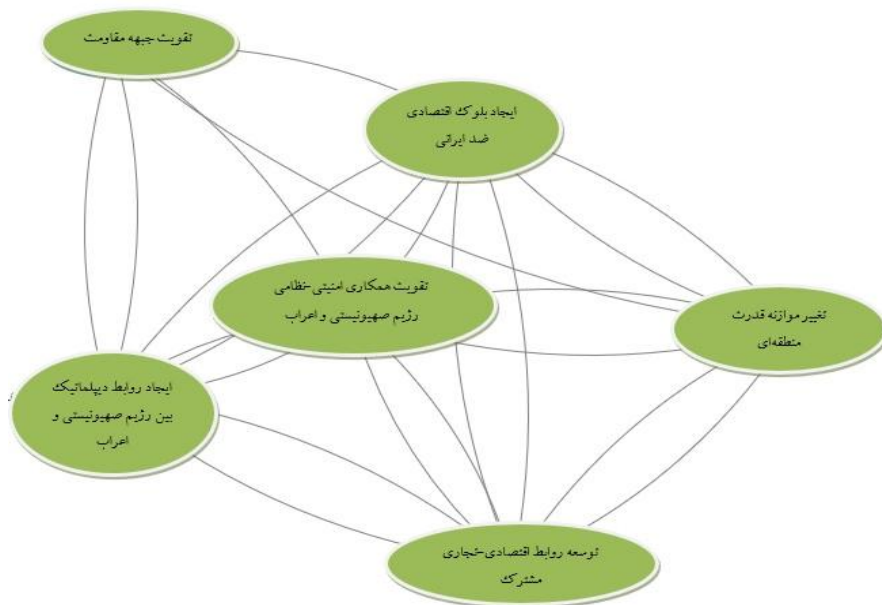 تقویت جبهه مقاومت
ایجاد بلوک اقتصادی
ضد ایرانی
تقویت همکاری امنیتی-نظامی
رژیم صهیونیستی و اعراب
تغییر موازنه قدرت
منطقه‌ای
ایجاد روابط دیپلماتیک
بین رژیم صهیونیستی و
اعراب
توسعه روابط اقتصادی-تجاری
مشترک